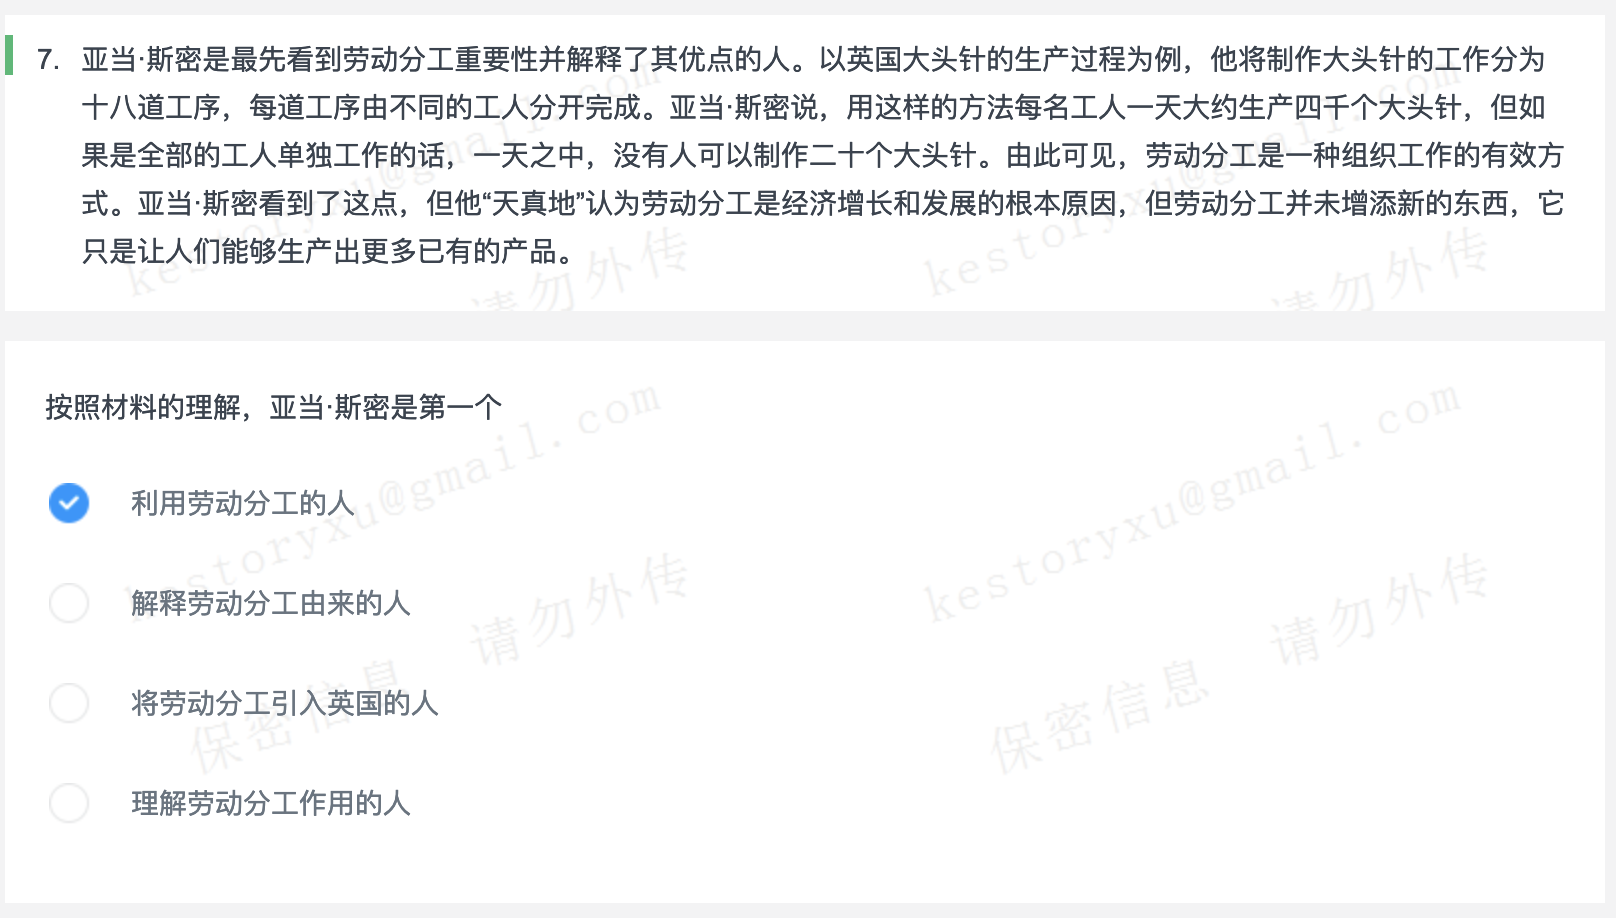 7. 亚当·斯密是最先看到劳动分工重要性并解释了其优点的人。以英国大头针的生产过程为例，他将制作大头针的工作分为
十八道工序，每道工序由不同的工人分开完成。亚当·斯密说，用这样的方法每名工人一天大约生产四千个大头针，但如
果是全部的工人单独工作的话，一天之中，没有人可以制作二十个大头针。由此可见，劳动分工是一种组织工作的有效方
式。亚当·斯密看到了这点，但他“天真地”认为劳动分工是经济增长和发展的根本原因，但劳动分工并未增添新的东西，它
只是让人们能够生产出更多已有的产品。
kestoryxu@gmail.com
kestoryxu@gmail.com
请勿外传
请勿外传
按照材料的理解，亚当·斯密是第一个
利用劳动分工的人
解释劳动分工由来的人
将劳动分工引入英国的人
理解劳动分工作用的人
kestoryxu@gmail.com
kestoryxu@gmail.com
保密信息 请勿外传
保密信息 请勿外传